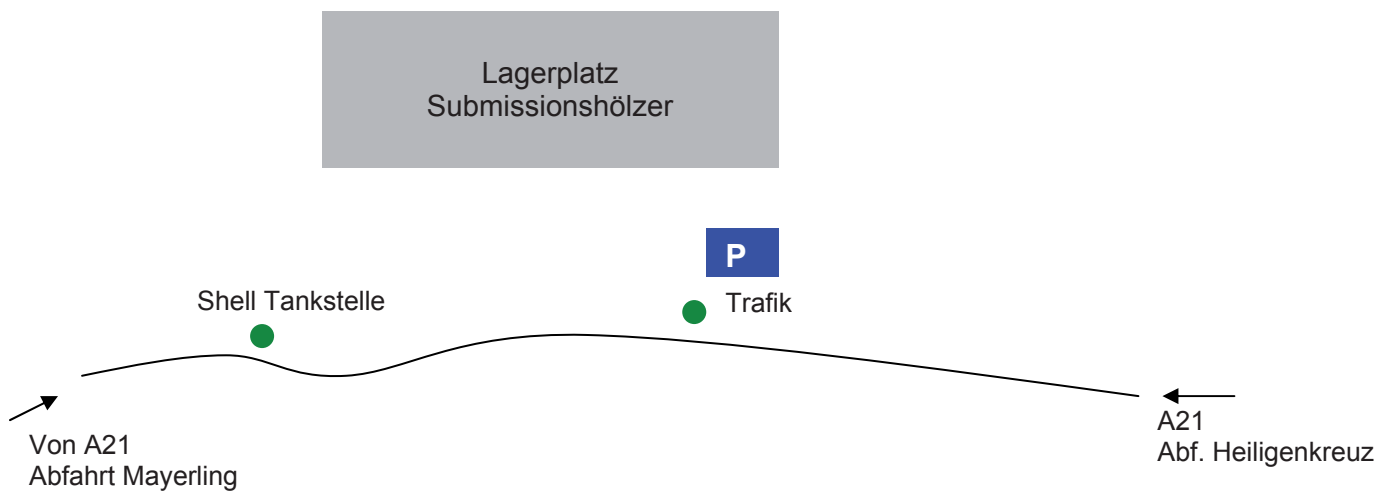 Lagerplatz
Submissionshölzer
P
Shell Tankstelle
Trafik
Von A21
Abfahrt Mayerling
A21
Abf. Heiligenkreuz